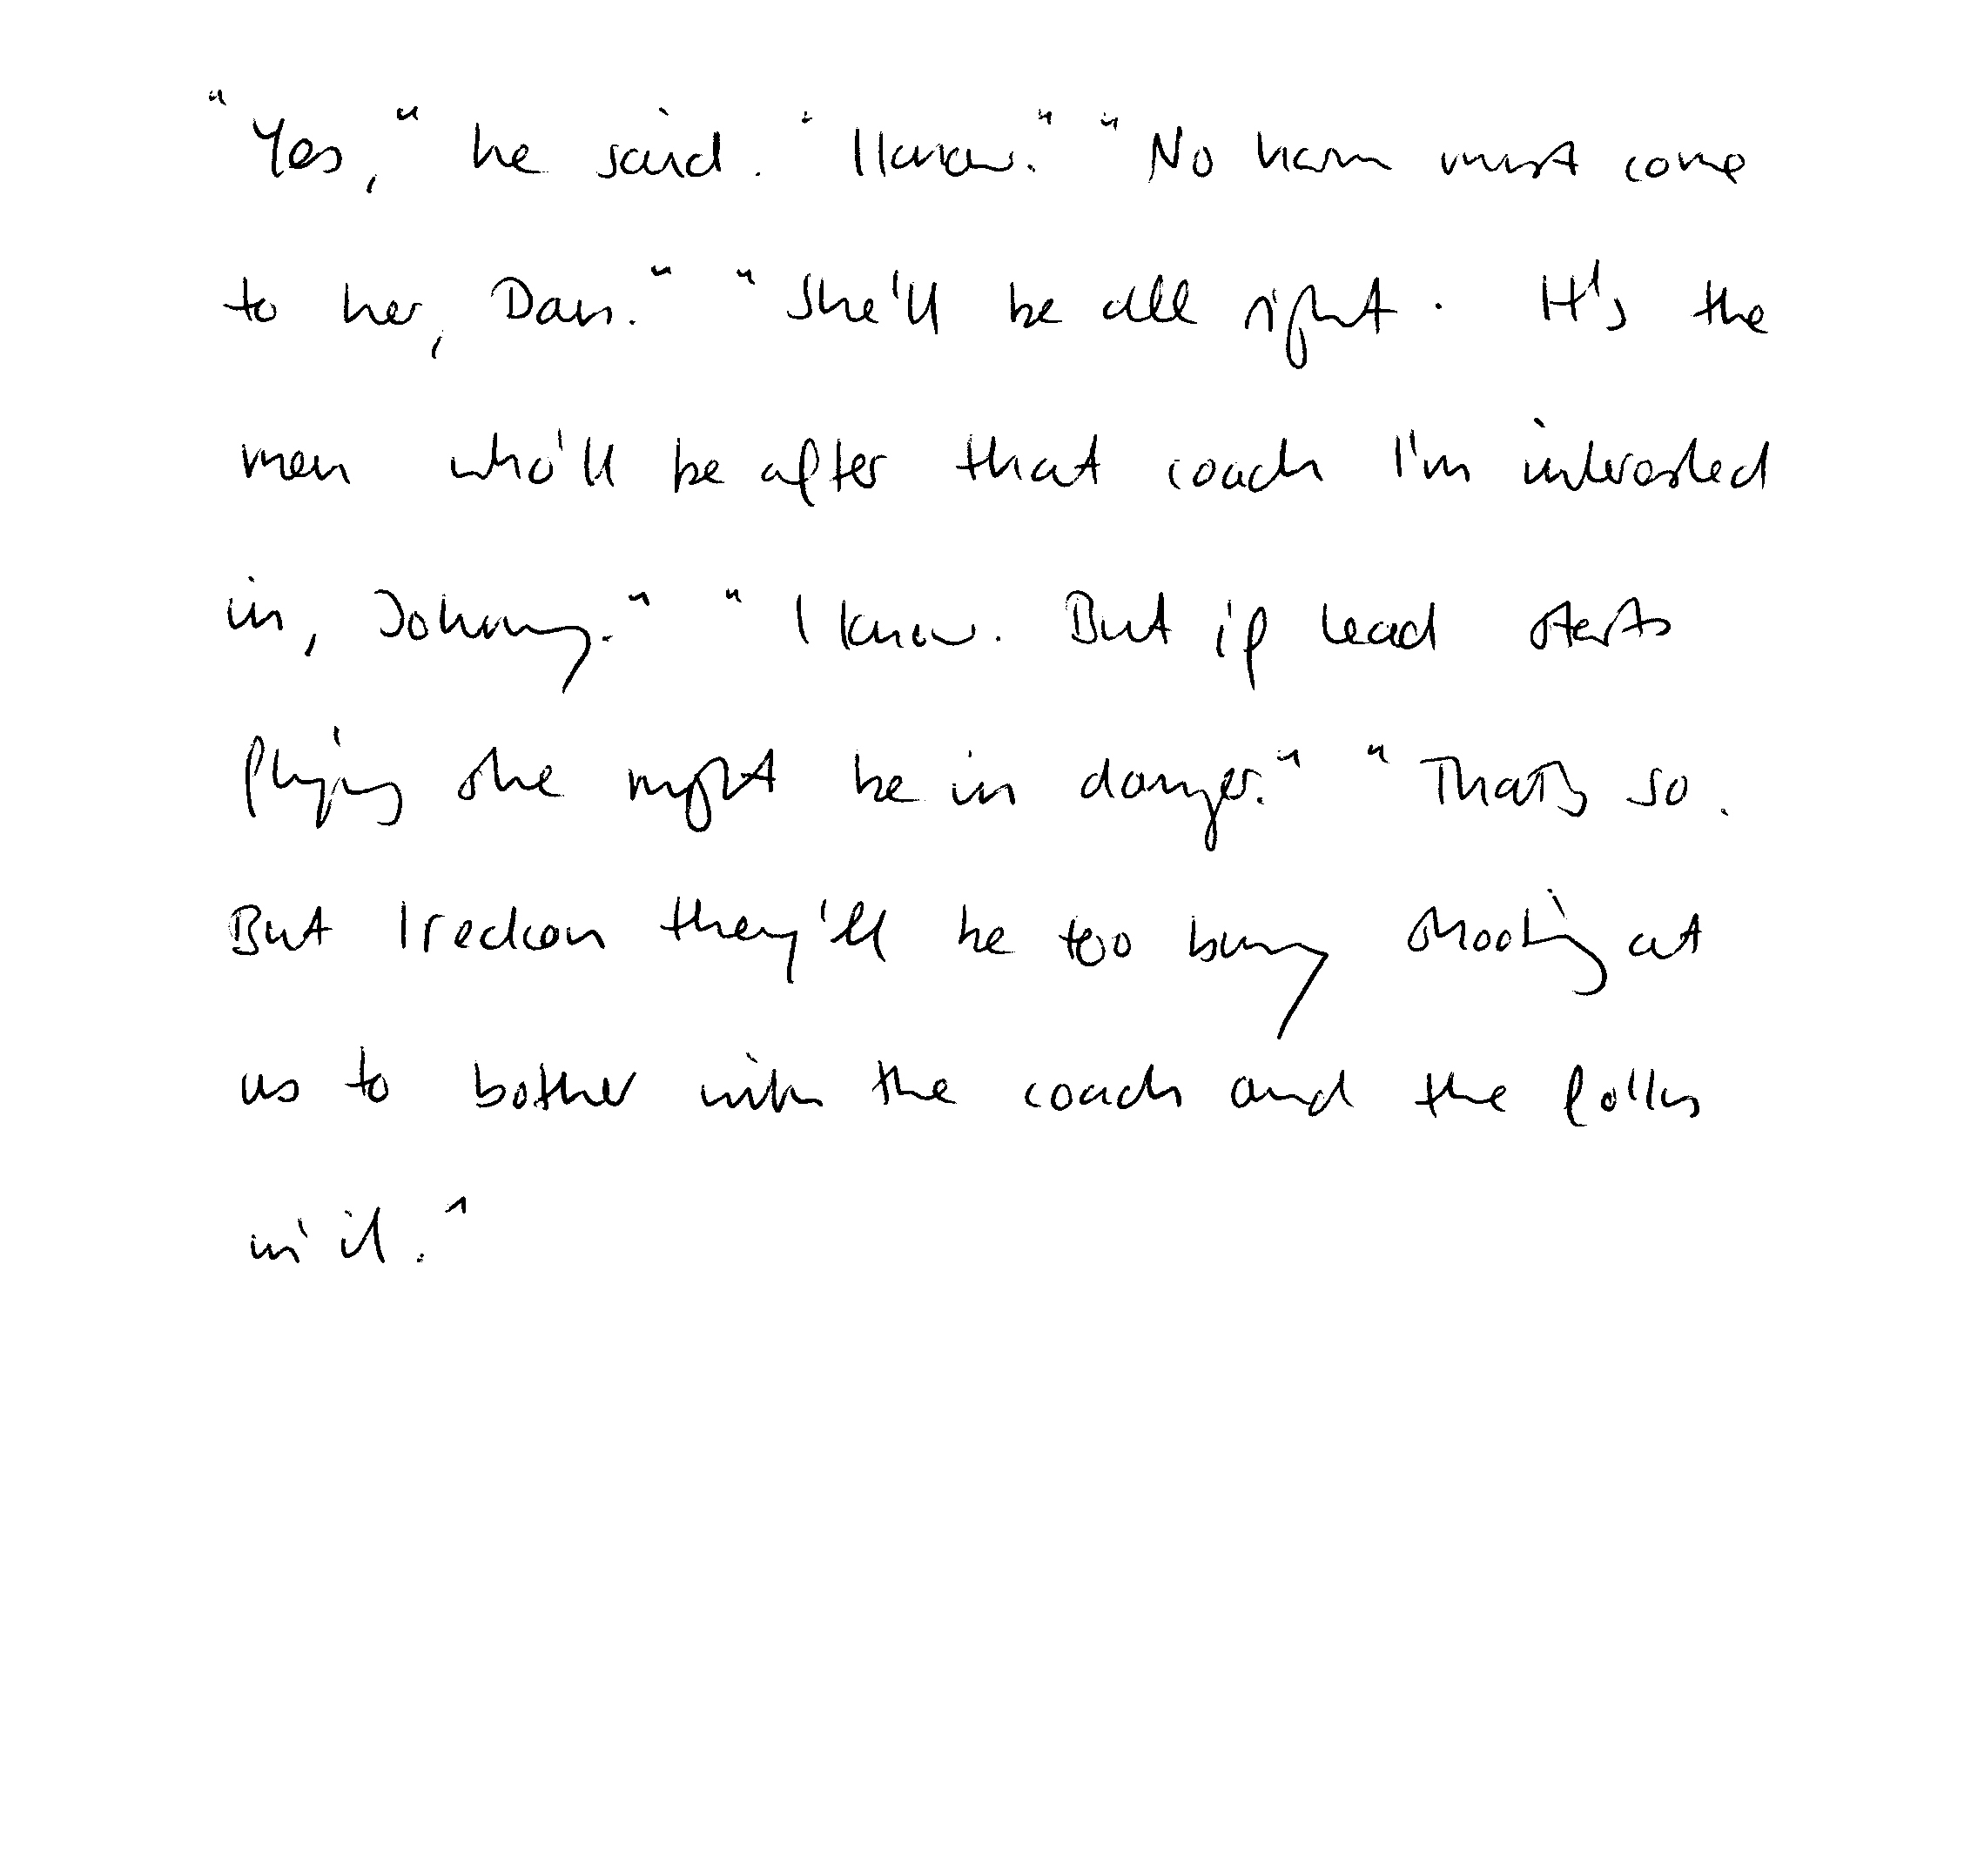 "Yes," he said. "I know." "No harm must come
to her, Dan." "She'll be all right. It's the
men who'll be after that coach I'm interested
in, Johnny." "I know. But if lead starts
flying she might be in danger." "That's so.
But I reckon they'll be too busy shooting at
us to bother with the coach and the folks
in it."